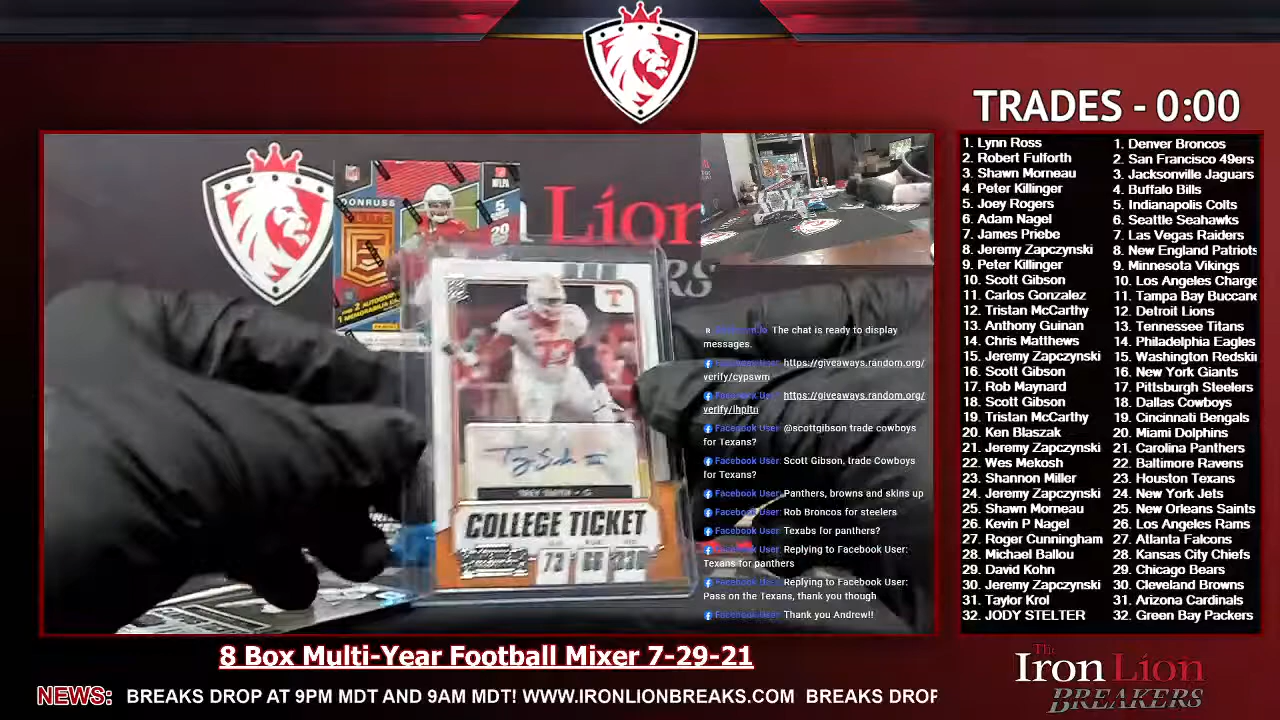 TRADES - 0:00
1. Lynn Ross
2. Robert Fulforth
3. Shawn Morneau
4. Peter Killinger
5. Joey Rogers
6. Adam Nagel
7. James Priebe
8. Jeremy Zapczynski
9. Peter Killinger
10. Scott Gibson
11. Carlos Gonzalez
12. Tristan McCarthy
13. Anthony Guinan
14. Chris Matthews
15. Jeremy Zapczynski
16. Scott Gibson
17. Rob Maynard
18. Scott Gibson
19. Tristan McCarthy
20. Ken Blaszak
21. Jeremy Zapczynski
22. Wes Mekosh
23. Shannon Miller
24. Jeremy Zapczynski
25. Shawn Morneau
26. Kevin P Nagel
27. Roger Cunningham
28. Michael Ballou
29. David Kohn
30. Jeremy Zapczynski
31. Taylor Krol
32. JODY STELTER
1. Denver Broncos
2. San Francisco 49ers
3. Jacksonville Jaguars
4. Buffalo Bills
5. Indianapolis Colts
6. Seattle Seahawks
7. Las Vegas Raiders
8. New England Patriots
9. Minnesota Vikings
10. Los Angeles Charge
11. Tampa Bay Buccane
12. Detroit Lions
13. Tennessee Titans
14. Philadelphia Eagles
15. Washington Redski
16. New York Giants
17. Pittsburgh Steelers
18. Dallas Cowboys
19. Cincinnati Bengals
20. Miami Dolphins
21. Carolina Panthers
22. Baltimore Ravens
23. Houston Texans
24. New York Jets
25. New Orleans Saints
26. Los Angeles Rams
27. Atlanta Falcons
28. Kansas City Chiefs
29. Chicago Bears
30. Cleveland Browns
31. Arizona Cardinals
32. Green Bay Packers
DONRUSS
ELITE
Lion
T
COLLEGE TICKET
The chat is ready to display
messages.
Facebook User: https://giveaways.random.org/
verify/cypswm
Facebook User: https://giveaways.random.org/
verify/lhpltn
Facebook User: @scottgibson trade cowboys
for Texans?
Facebook User: Scott Gibson, trade Cowboys
for Texans?
Facebook User: Panthers, browns and skins up
Facebook User: Rob Broncos for steelers
Facebook User: Texabs for panthers?
Facebook User: Replying to Facebook User:
Texans for panthers
Facebook User: Replying to Facebook User:
Pass on the Texans, thank you though
Facebook User: Thank you Andrew!!
8 Box Multi-Year Football Mixer 7-29-21
NEWS: BREAKS DROP AT 9PM MDT AND 9AM MDT! WWW.IRONLIONBREAKS.COM BREAKS DROP
The
Iron Lion
BREAKERS